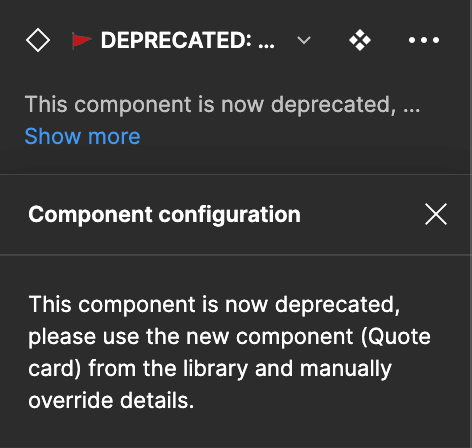 DEPRECATED: ...
This component is now deprecated, ...
Show more
Component configuration
This component is now deprecated,
please use the new component (Quote
card) from the library and manually
override details.